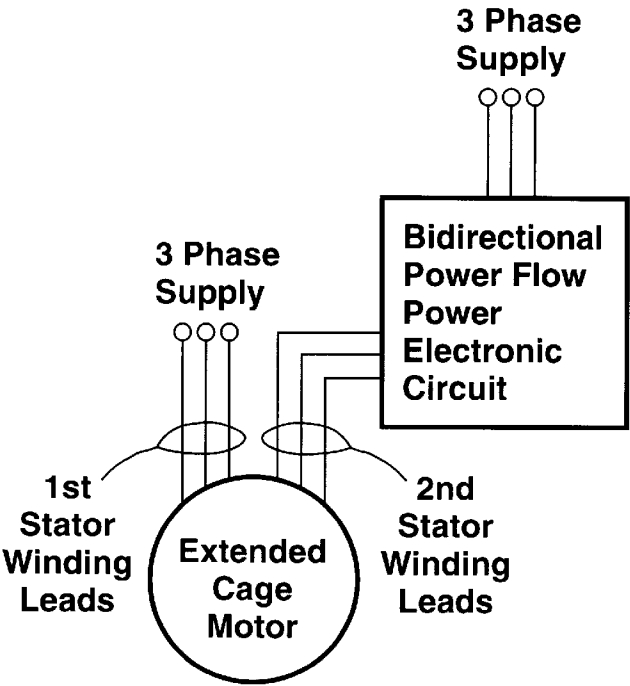 3 Phase
Supply
Bidirectional
Power Flow
Power
Electronic
Circuit
3 Phase
Supply
1st
Stator
Winding
Leads
2nd
Stator
Winding
Leads
Extended
Cage
Motor